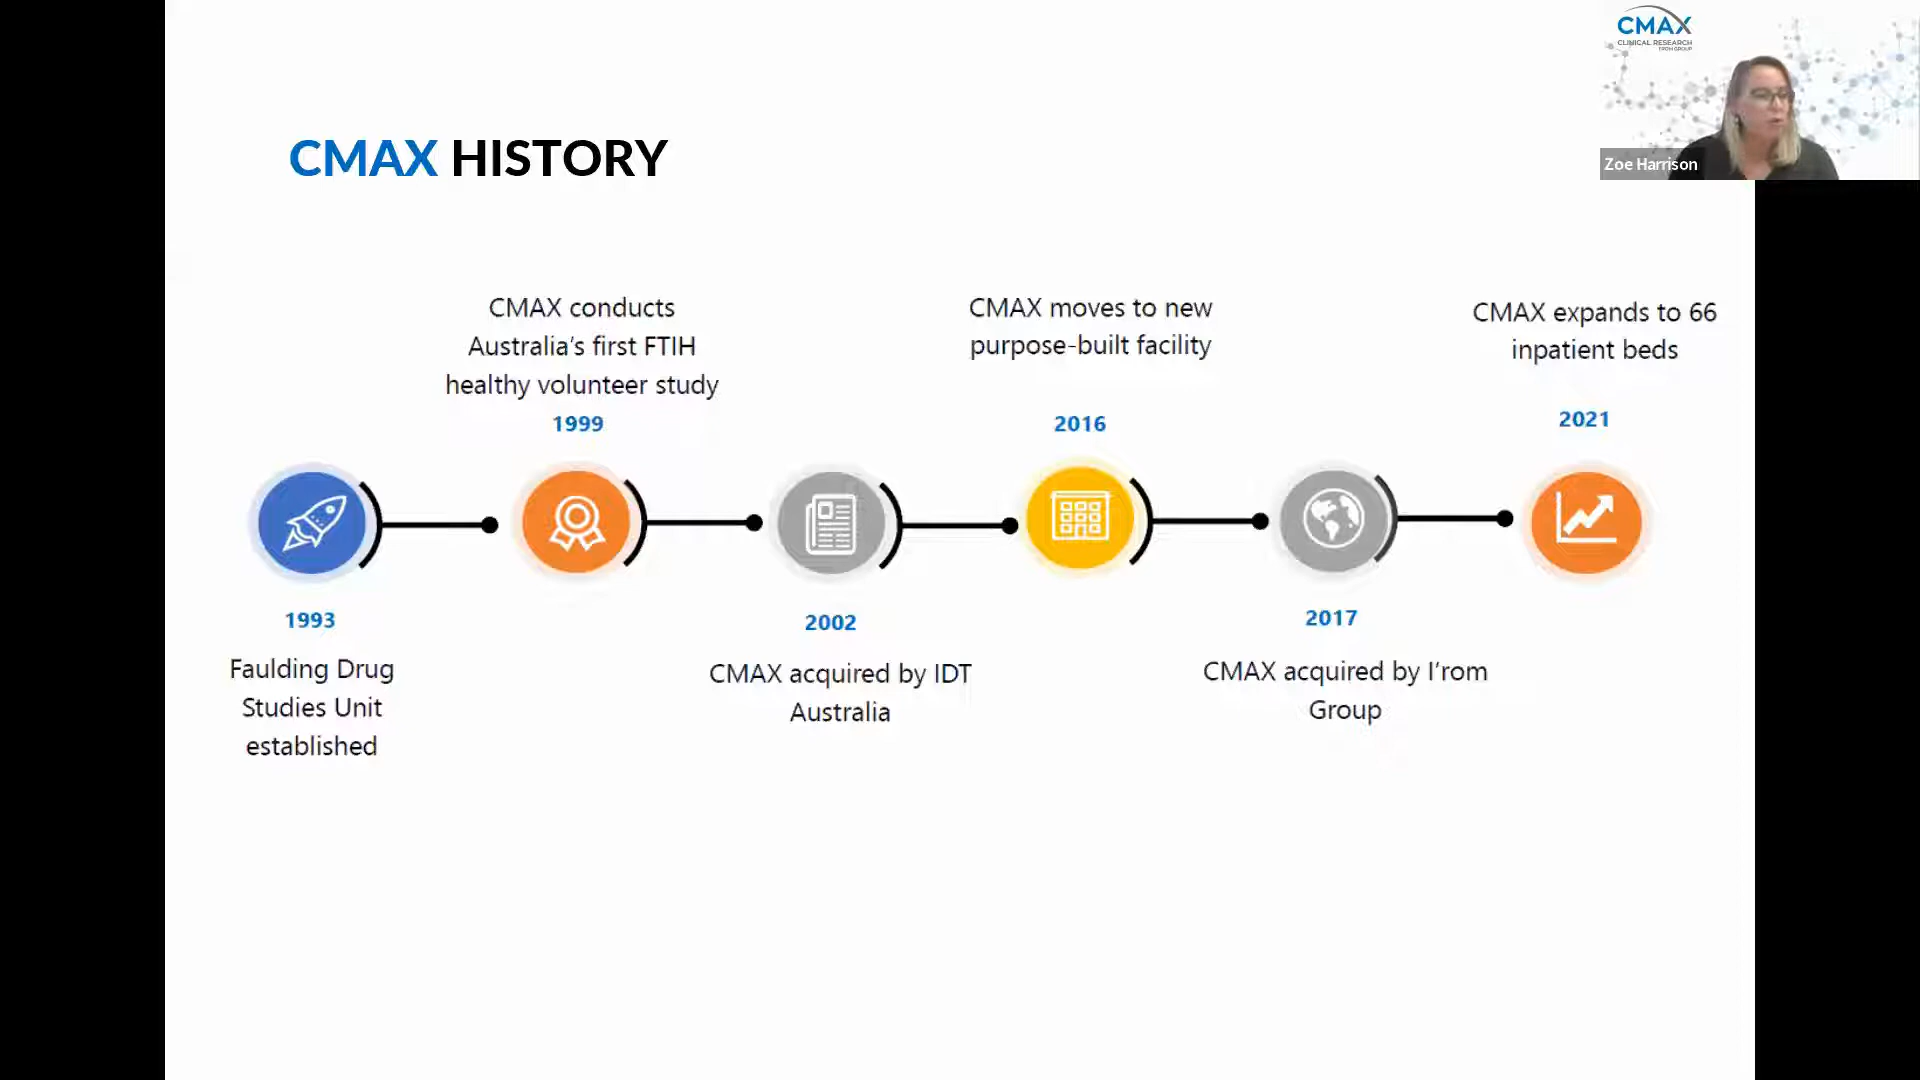 CMAX
CLINICAL RESEARCH
I'ROM GROUP
Zoe Harrison
CMAX HISTORY
CMAX conducts
Australia's first FTIH
healthy volunteer study
1999
CMAX moves to new
purpose-built facility
2016
CMAX expands to 66
inpatient beds
2021
1993
Faulding Drug
Studies Unit
established
2002
CMAX acquired by IDT
Australia
2017
CMAX acquired by I'rom
Group